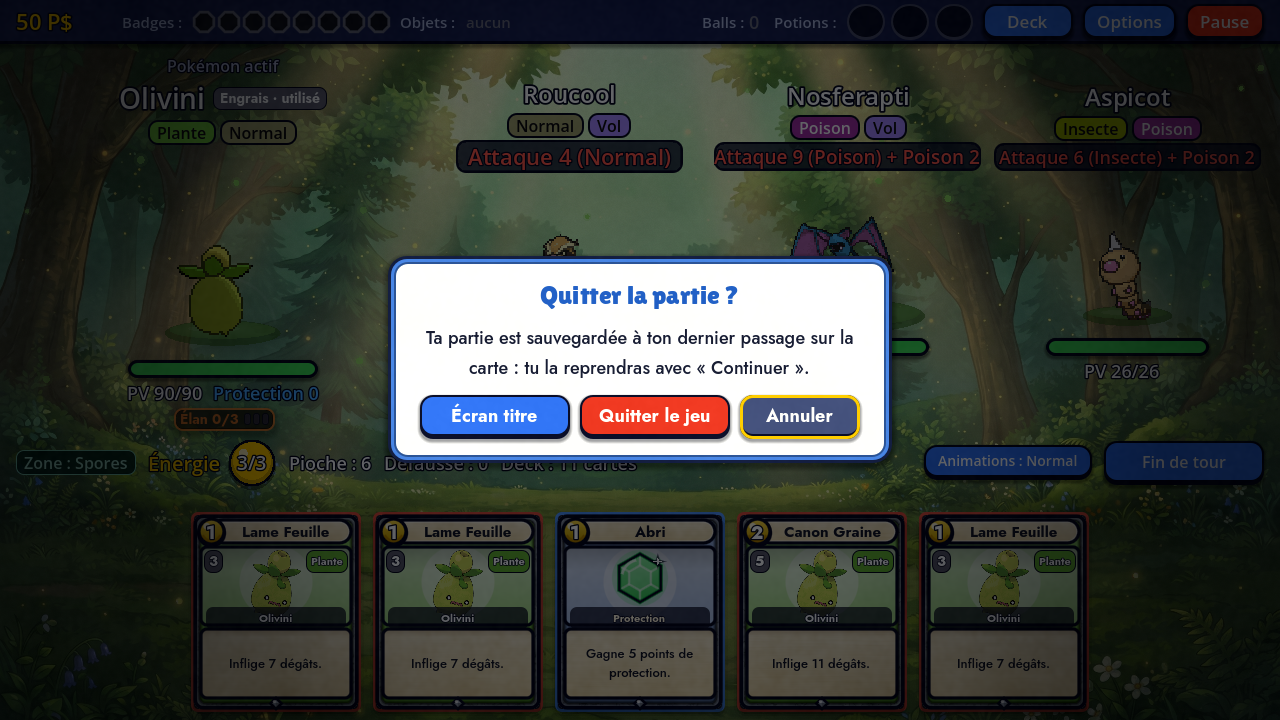 50 P$
Badges :
Objets : aucun
Balls : 0
Potions :
Deck
Options
Pause
Pokémon actif
Olivini
Engrais · utilisé
Plante
Normal
Roucool
Normal
Vol
Attaque 4 (Normal)
Nosferapti
Poison
Vol
Attaque 9 (Poison) + Poison 2
Aspicot
Insecte
Poison
Attaque 6 (Insecte) + Poison 2
PV 90/90 Protection 0
Élan 0/3
PV 26/26
Quitter la partie ?
Ta partie est sauvegardée à ton dernier passage sur la
carte : tu la reprendras avec « Continuer ».
Écran titre
Quitter le jeu
Annuler
Zone : Spores
Énergie
3/3
Pioche : 6 Défausse : 0 Deck : 11 cartes
Animations : Normal
Fin de tour
1
Lame Feuille
3
Plante
Olivini
Inflige 7 dégâts.
1
Lame Feuille
3
Plante
Olivini
Inflige 7 dégâts.
1
Abri
Protection
Gagne 5 points de
protection.
2
Canon Graine
5
Plante
Olivini
Inflige 11 dégâts.
1
Lame Feuille
3
Plante
Olivini
Inflige 7 dégâts.